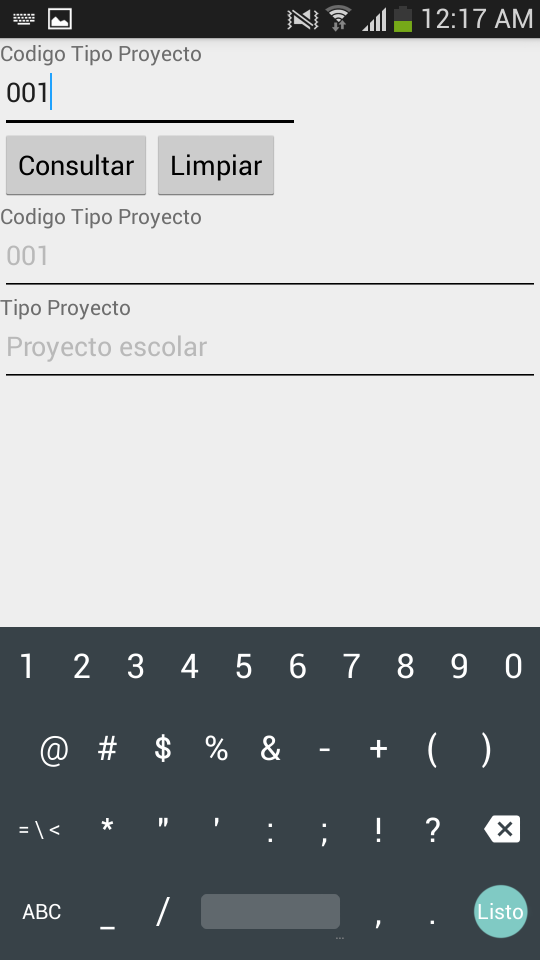 12:17 AM
Codigo Tipo Proyecto
001
Consultar Limpiar
Codigo Tipo Proyecto
001
Tipo Proyecto
Proyecto escolar
1 2 3 4 5 6 7 8 9 0
@ # $ % & - + ( )
= \ < * " ' : ; ! ?
ABC _ / , . Listo
...